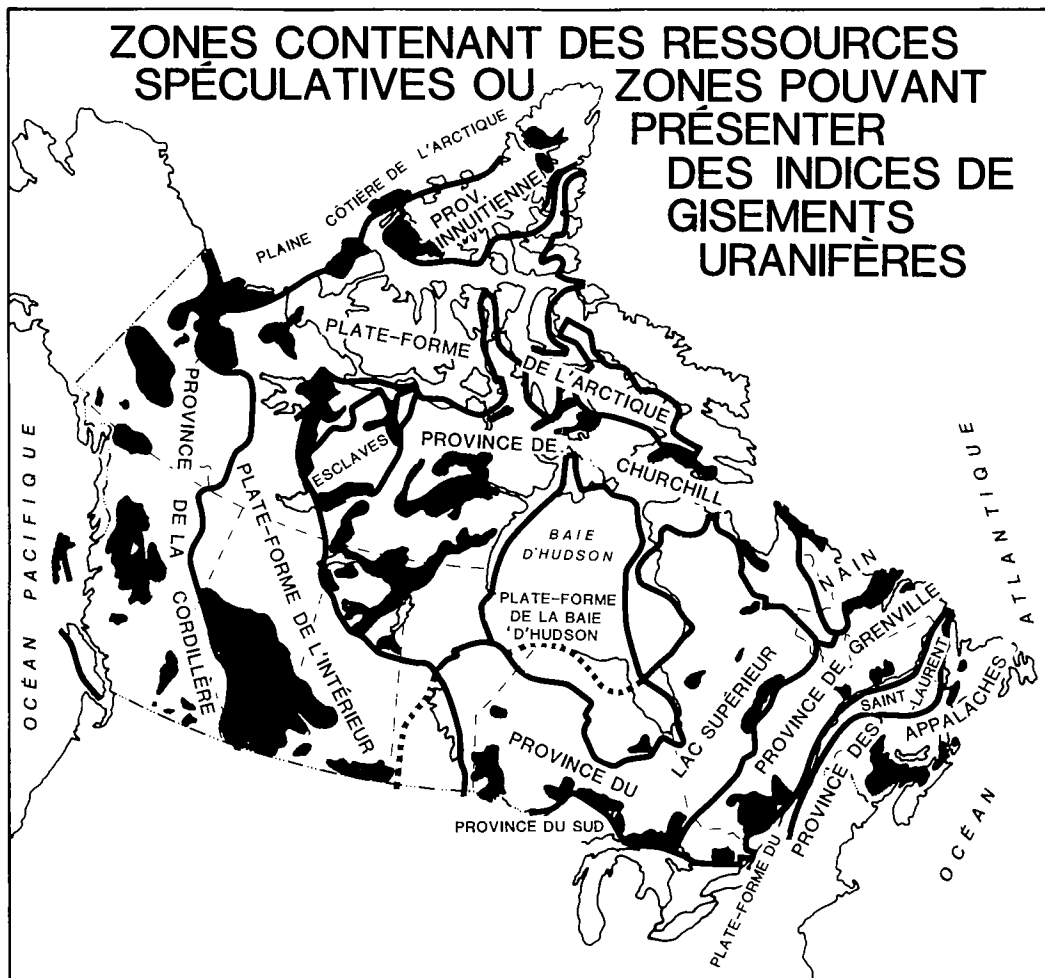 ZONES CONTENANT DES RESSOURCES
SPÉCULATIVES OU ZONES POUVANT
PRÉSENTER
DES INDICES DE
GISEMENTS
URANIFÈRES
PLAINE CÔTIÈRE DE L'ARCTIQUE
PROV.
INNUITIENNE
PLATE-FORME
DE L'ARCTIQUE
PROVINCE DE LA CORDILLÈRE
PLATE-FORME DE L'INTÉRIEUR
ESCLAVES
PROVINCE DE
CHURCHILL
BAIE
D'HUDSON
PLATE-FORME
DE LA BAIE
'D'HUDSON
NAIN
OCÉAN PACIFIQUE
PROVINCE DU
LAC SUPÉRIEUR
PROVINCE DE GRENVILLE
SAINT
LAURENT
PLATE-FORME DU
PROVINCE DES
APPALACHES
PROVINCE DU SUD
OCÉAN
ATLANTIQUE